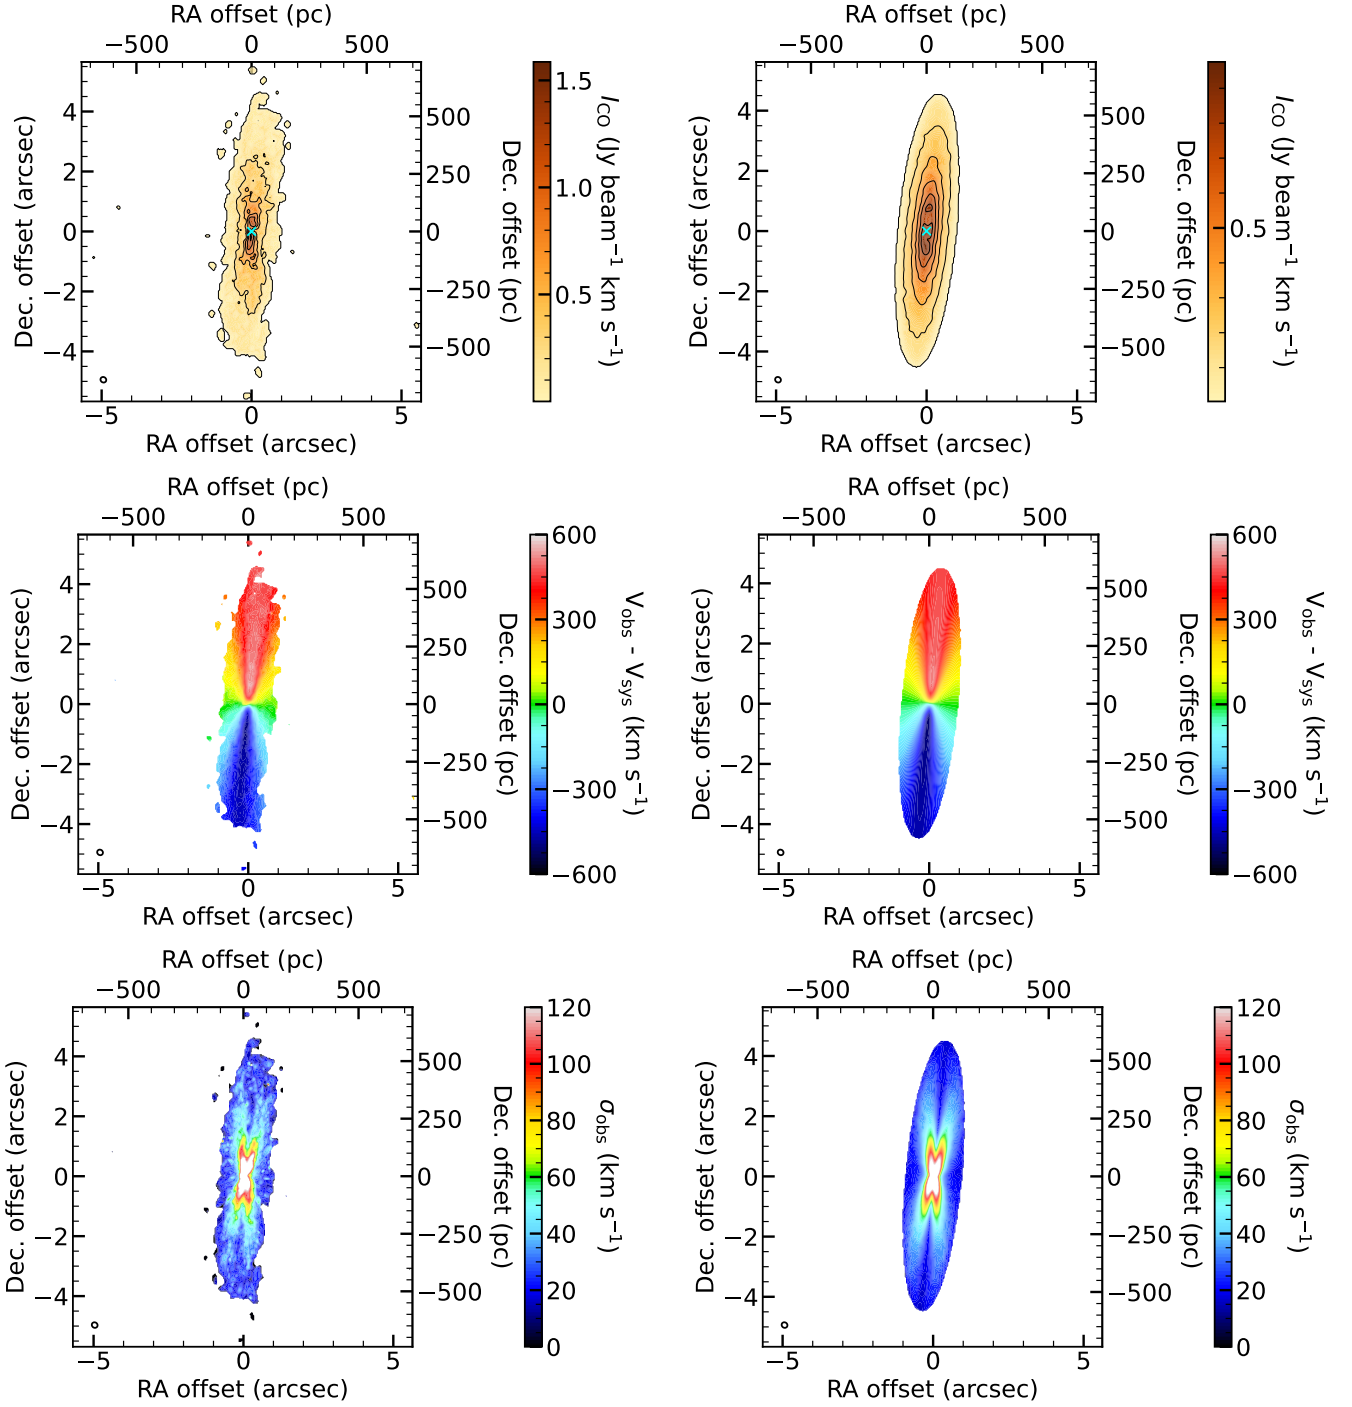 RA offset (pc) RA offset (pc)
−500 0 500 −500 0 500
4 2 0 −2 −4
Dec. offset (arcsec)
500 250 0 −250 −500
Dec. offset (pc)
1.5 1.0 0.5
I_CO (Jy beam⁻¹ km s⁻¹)
4 2 0 −2 −4
Dec. offset (arcsec)
500 250 0 −250 −500
Dec. offset (pc)
0.5
I_CO (Jy beam⁻¹ km s⁻¹)
−5 0 5 −5 0 5
RA offset (arcsec) RA offset (arcsec)
RA offset (pc) RA offset (pc)
−500 0 500 −500 0 500
4 2 0 −2 −4
Dec. offset (arcsec)
500 250 0 −250 −500
Dec. offset (pc)
600 300 0 −300 −600
V_obs - V_sys (km s⁻¹)
4 2 0 −2 −4
Dec. offset (arcsec)
500 250 0 −250 −500
Dec. offset (pc)
600 300 0 −300 −600
V_obs - V_sys (km s⁻¹)
−5 0 5 −5 0 5
RA offset (arcsec) RA offset (arcsec)
RA offset (pc) RA offset (pc)
−500 0 500 −500 0 500
4 2 0 −2 −4
Dec. offset (arcsec)
500 250 0 −250 −500
Dec. offset (pc)
120 100 80 60 40 20 0
σ_obs (km s⁻¹)
4 2 0 −2 −4
Dec. offset (arcsec)
500 250 0 −250 −500
Dec. offset (pc)
120 100 80 60 40 20 0
σ_obs (km s⁻¹)
−5 0 5 −5 0 5
RA offset (arcsec) RA offset (arcsec)